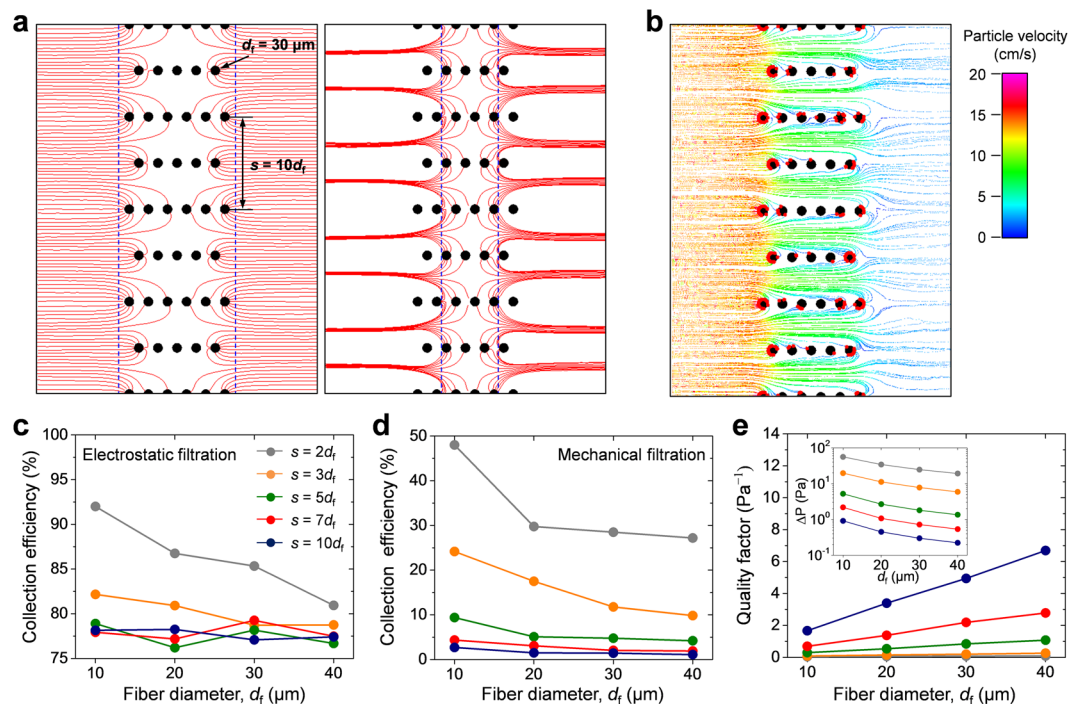 a
d_f = 30 µm
s = 10d_f
b
Particle velocity
(cm/s)
20
15
10
5
0
c
Collection efficiency (%)
100
95
90
85
80
75
Electrostatic filtration
s = 2d_f
s = 3d_f
s = 5d_f
s = 7d_f
s = 10d_f
10 20 30 40
Fiber diameter, d_f (µm)
d
Collection efficiency (%)
50
40
30
20
10
0
Mechanical filtration
10 20 30 40
Fiber diameter, d_f (µm)
e
Quality factor (Pa⁻¹)
14
12
10
8
6
4
2
0
ΔP (Pa)
10²
10¹
10⁰
10⁻¹
10 20 30 40
d_f (µm)
10 20 30 40
Fiber diameter, d_f (µm)